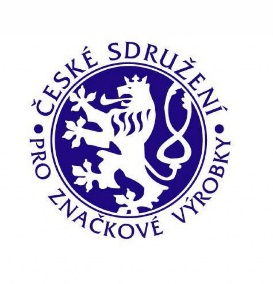 ČESKÉ SDRUŽENÍ
• PRO ZNAČKOVÉ VÝROBKY •